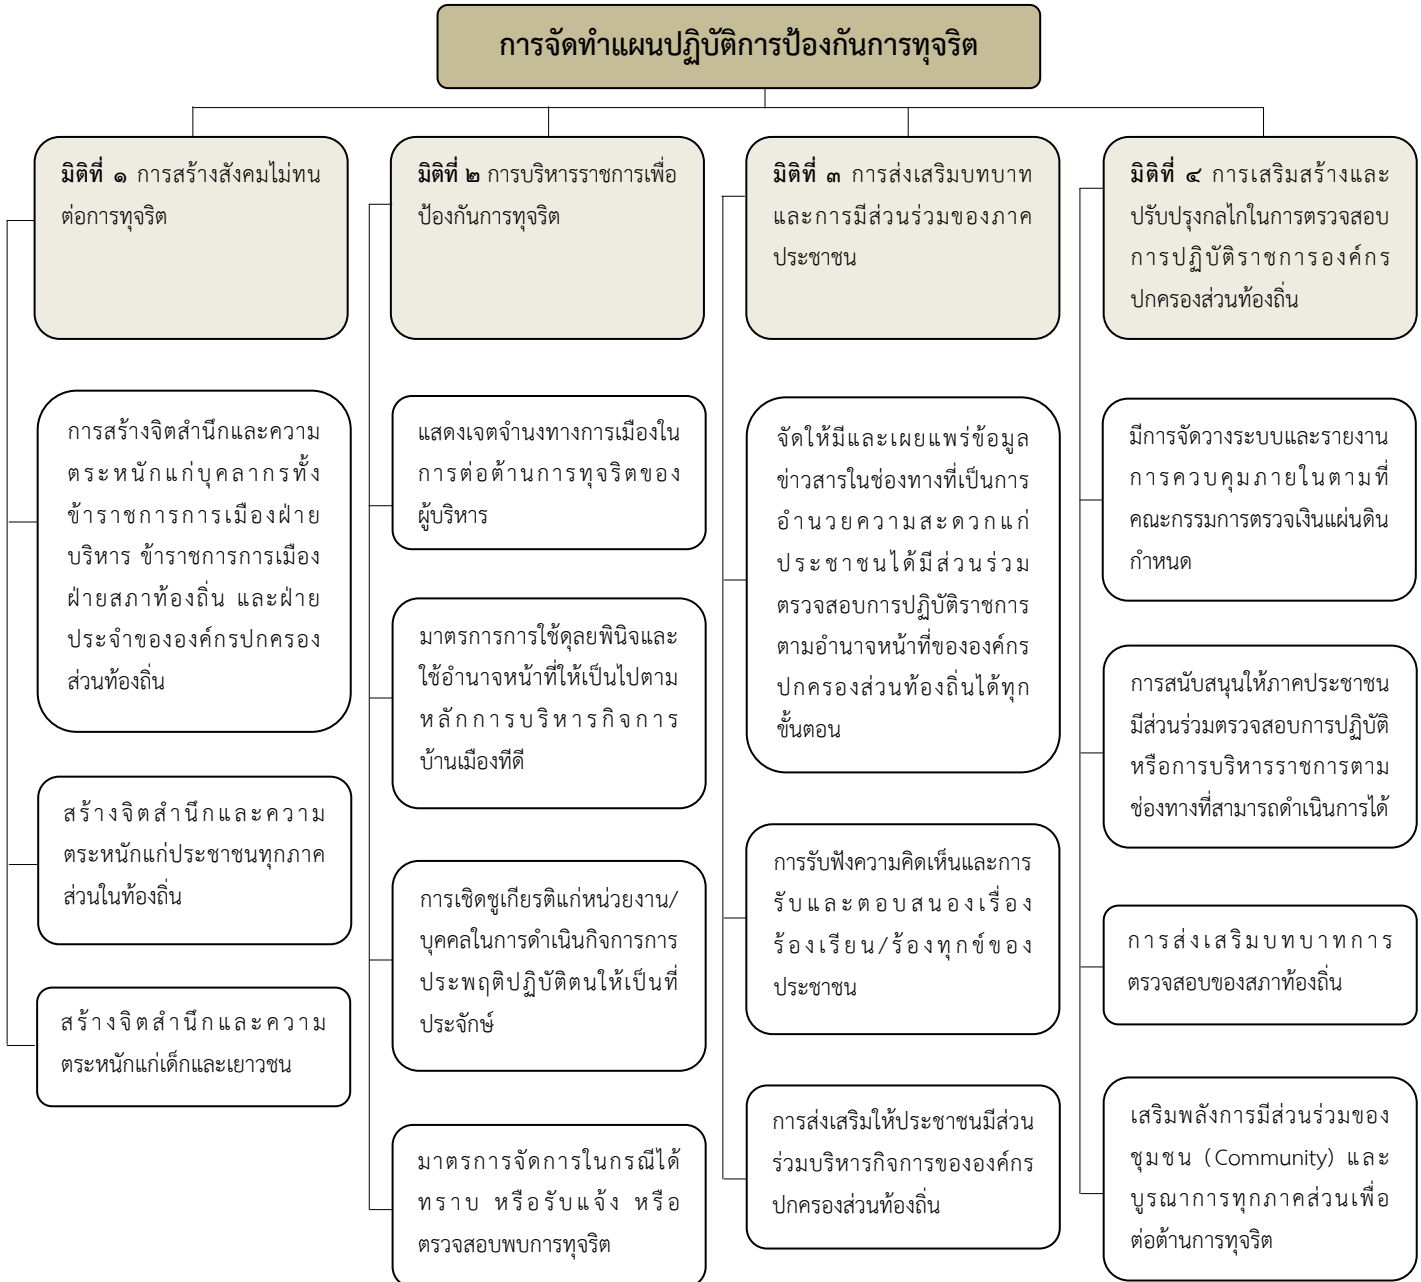 การจัดทำแผนปฏิบัติการป้องกันการทุจริต
มิติที่ ๑ การสร้างสังคมไม่ทน
ต่อการทุจริต
การสร้างจิตสำนึกและความ
ตระหนักแก่บุคลากรทั้ง
ข้าราชการการเมืองฝ่าย
บริหาร ข้าราชการการเมือง
ฝ่ายสภาท้องถิ่น และฝ่าย
ประจำขององค์กรปกครอง
ส่วนท้องถิ่น
สร้างจิตสำนึกและความ
ตระหนักแก่ประชาชนทุกภาค
ส่วนในท้องถิ่น
สร้างจิตสำนึกและความ
ตระหนักแก่เด็กและเยาวชน
มิติที่ ๒ การบริหารราชการเพื่อ
ป้องกันการทุจริต
แสดงเจตจำนงทางการเมืองใน
การต่อต้านการทุจริตของ
ผู้บริหาร
มาตรการการใช้ดุลยพินิจและ
ใช้อำนาจหน้าที่ให้เป็นไปตาม
หลักการบริหารกิจการ
บ้านเมืองทีดี
การเชิดชูเกียรติแก่หน่วยงาน/
บุคคลในการดำเนินกิจการการ
ประพฤติปฏิบัติตนให้เป็นที่
ประจักษ์
มาตรการจัดการในกรณีได้
ทราบ หรือรับแจ้ง หรือ
ตรวจสอบพบการทุจริต
มิติที่ ๓ การส่งเสริมบทบาท
และการมีส่วนร่วมของภาค
ประชาชน
จัดให้มีและเผยแพร่ข้อมูล
ข่าวสารในช่องทางที่เป็นการ
อำนวยความสะดวกแก่
ประชาชนได้มีส่วนร่วม
ตรวจสอบการปฏิบัติราชการ
ตามอำนาจหน้าที่ขององค์กร
ปกครองส่วนท้องถิ่นได้ทุก
ขั้นตอน
การรับฟังความคิดเห็นและการ
รับและตอบสนองเรื่อง
ร้องเรียน/ร้องทุกข์ของ
ประชาชน
การส่งเสริมให้ประชาชนมีส่วน
ร่วมบริหารกิจการขององค์กร
ปกครองส่วนท้องถิ่น
มิติที่ ๔ การเสริมสร้างและ
ปรับปรุงกลไกในการตรวจสอบ
การปฏิบัติราชการองค์กร
ปกครองส่วนท้องถิ่น
มีการจัดวางระบบและรายงาน
การควบคุมภายในตามที่
คณะกรรมการตรวจเงินแผ่นดิน
กำหนด
การสนับสนุนให้ภาคประชาชน
มีส่วนร่วมตรวจสอบการปฏิบัติ
หรือการบริหารราชการตาม
ช่องทางที่สามารถดำเนินการได้
การส่งเสริมบทบาทการ
ตรวจสอบของสภาท้องถิ่น
เสริมพลังการมีส่วนร่วมของ
ชุมชน (Community) และ
บูรณาการทุกภาคส่วนเพื่อ
ต่อต้านการทุจริต